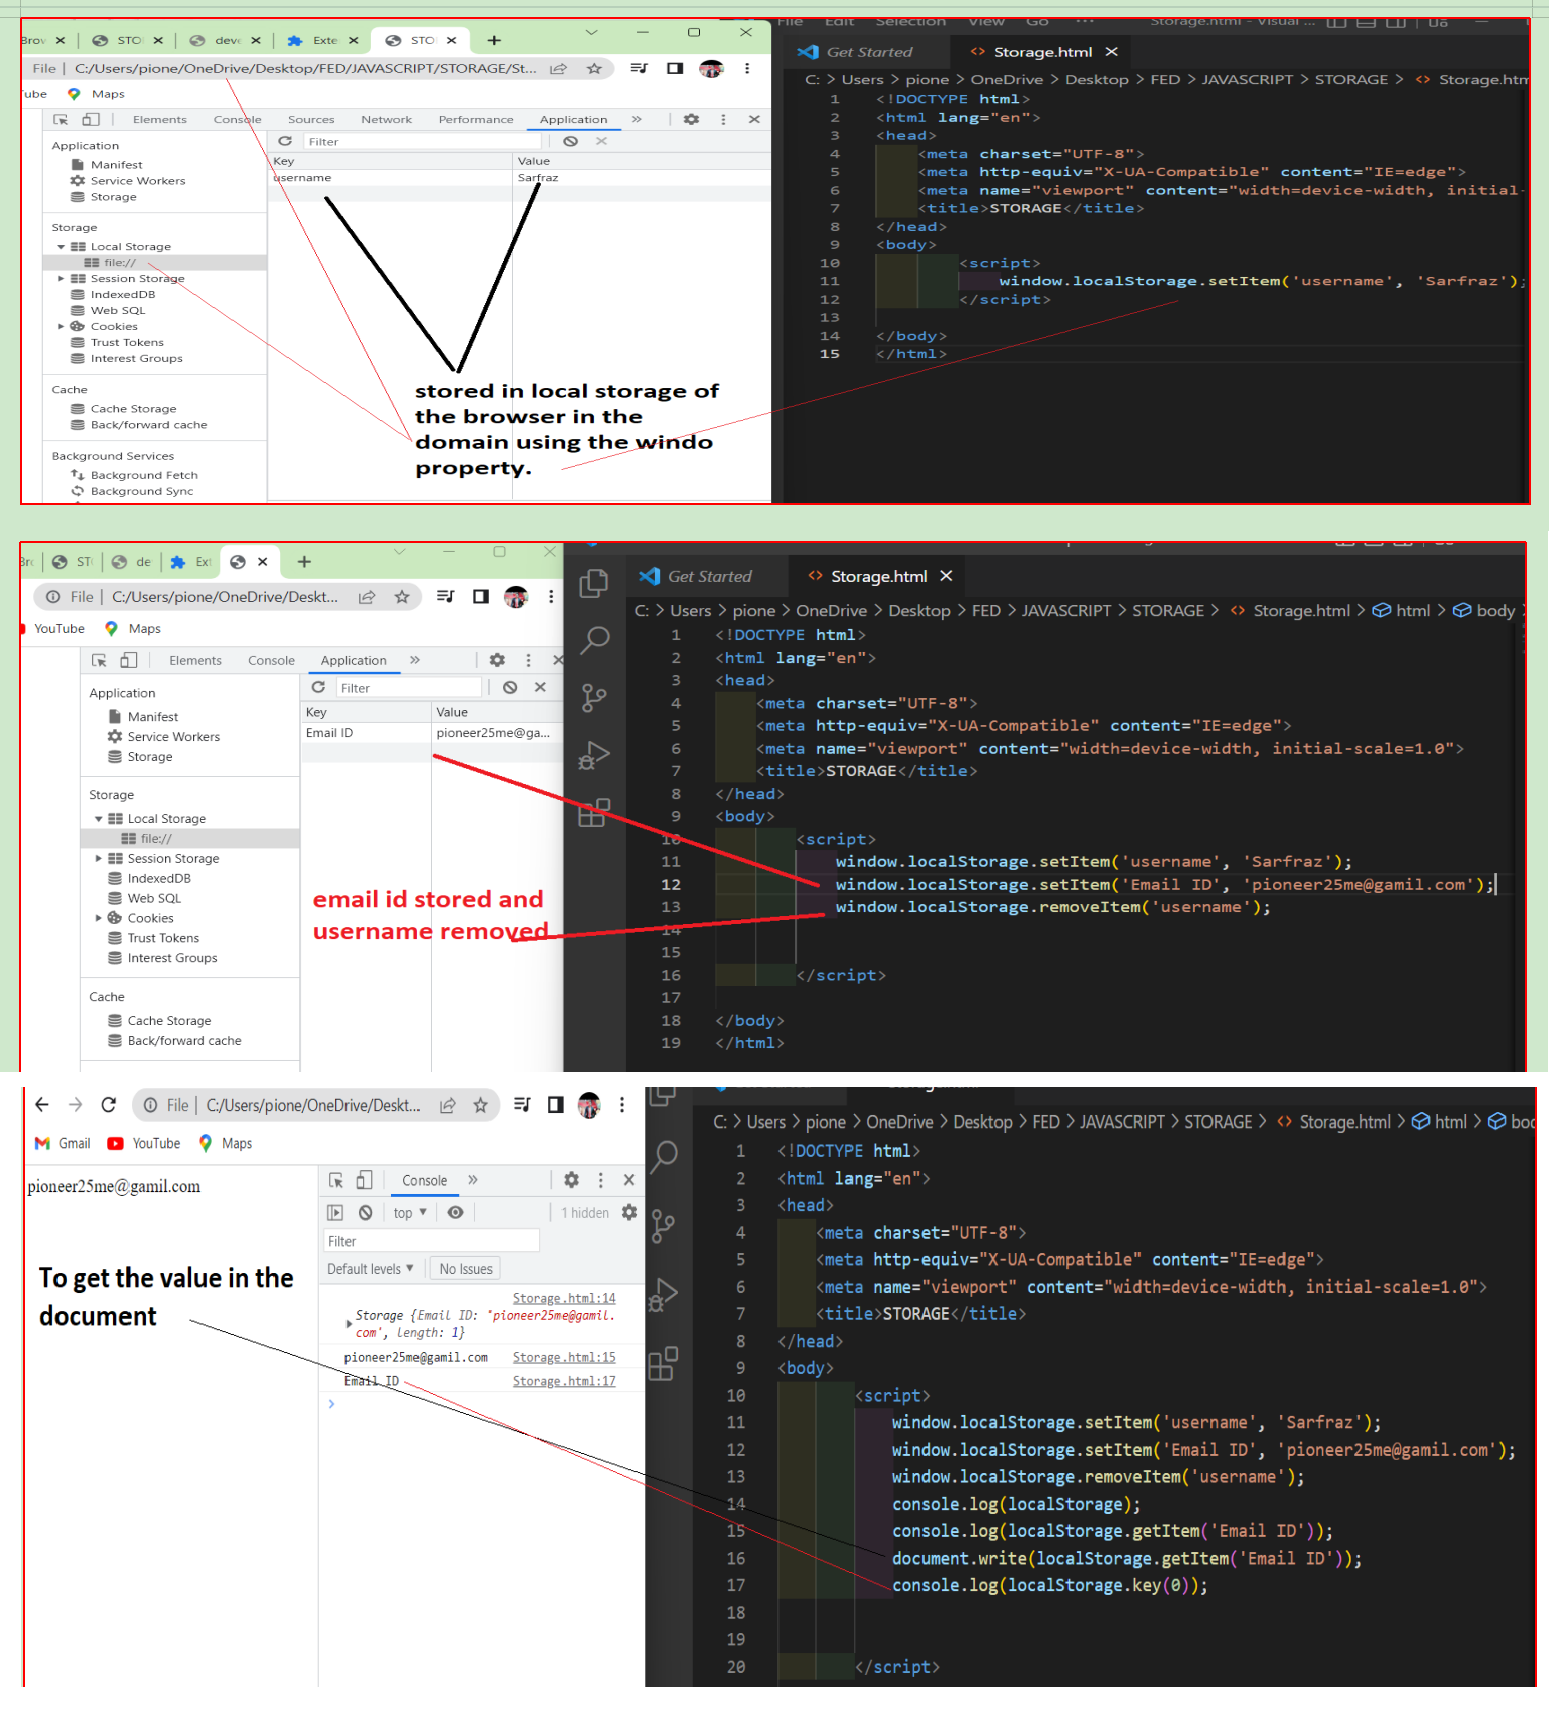 File Edit Selection View Go ... Storage.html - Visual ...
Brov STO deve Exte STO
Get Started Storage.html
File C:/Users/pione/OneDrive/Desktop/FED/JAVASCRIPT/STORAGE/St...
C: > Users > pione > OneDrive > Desktop > FED > JAVASCRIPT > STORAGE > Storage.htm
ube Maps
Elements Console Sources Network Performance Application »
Filter
Key Value
username Sarfraz
Application
Manifest
Service Workers
Storage
Storage
Local Storage
file://
Session Storage
IndexedDB
Web SQL
Cookies
Trust Tokens
Interest Groups
Cache
Cache Storage
Back/forward cache
Background Services
Background Fetch
Background Sync
stored in local storage of
the browser in the
domain using the windo
property.
1 <!DOCTYPE html>
2 <html lang="en">
3 <head>
4 <meta charset="UTF-8">
5 <meta http-equiv="X-UA-Compatible" content="IE=edge">
6 <meta name="viewport" content="width=device-width, initial-
7 <title>STORAGE</title>
8 </head>
9 <body>
10 <script>
11 window.localStorage.setItem('username', 'Sarfraz');
12 </script>
13
14 </body>
15 </html>
Brc ST( de Ext
Get Started Storage.html
File C:/Users/pione/OneDrive/Deskt...
C: > Users > pione > OneDrive > Desktop > FED > JAVASCRIPT > STORAGE > Storage.html > html > body
YouTube Maps
Elements Console Application »
Filter
Key Value
Email ID pioneer25me@ga...
Application
Manifest
Service Workers
Storage
Storage
Local Storage
file://
Session Storage
IndexedDB
Web SQL
Cookies
Trust Tokens
Interest Groups
Cache
Cache Storage
Back/forward cache
email id stored and
username removed
1 <!DOCTYPE html>
2 <html lang="en">
3 <head>
4 <meta charset="UTF-8">
5 <meta http-equiv="X-UA-Compatible" content="IE=edge">
6 <meta name="viewport" content="width=device-width, initial-scale=1.0">
7 <title>STORAGE</title>
8 </head>
9 <body>
10 <script>
11 window.localStorage.setItem('username', 'Sarfraz');
12 window.localStorage.setItem('Email ID', 'pioneer25me@gamil.com');
13 window.localStorage.removeItem('username');
14
15
16 </script>
17
18 </body>
19 </html>
File C:/Users/pione/OneDrive/Deskt...
C: > Users > pione > OneDrive > Desktop > FED > JAVASCRIPT > STORAGE > Storage.html > html > boc
Gmail YouTube Maps
pioneer25me@gamil.com
To get the value in the
document
Console »
top 1 hidden
Filter
Default levels No Issues
Storage.html:14
Storage {Email ID: "pioneer25me@gamil.
com', length: 1}
pioneer25me@gamil.com Storage.html:15
Email ID Storage.html:17
1 <!DOCTYPE html>
2 <html lang="en">
3 <head>
4 <meta charset="UTF-8">
5 <meta http-equiv="X-UA-Compatible" content="IE=edge">
6 <meta name="viewport" content="width=device-width, initial-scale=1.0">
7 <title>STORAGE</title>
8 </head>
9 <body>
10 <script>
11 window.localStorage.setItem('username', 'Sarfraz');
12 window.localStorage.setItem('Email ID', 'pioneer25me@gamil.com');
13 window.localStorage.removeItem('username');
14 console.log(localStorage);
15 console.log(localStorage.getItem('Email ID'));
16 document.write(localStorage.getItem('Email ID'));
17 console.log(localStorage.key(0));
18
19
20 </script>